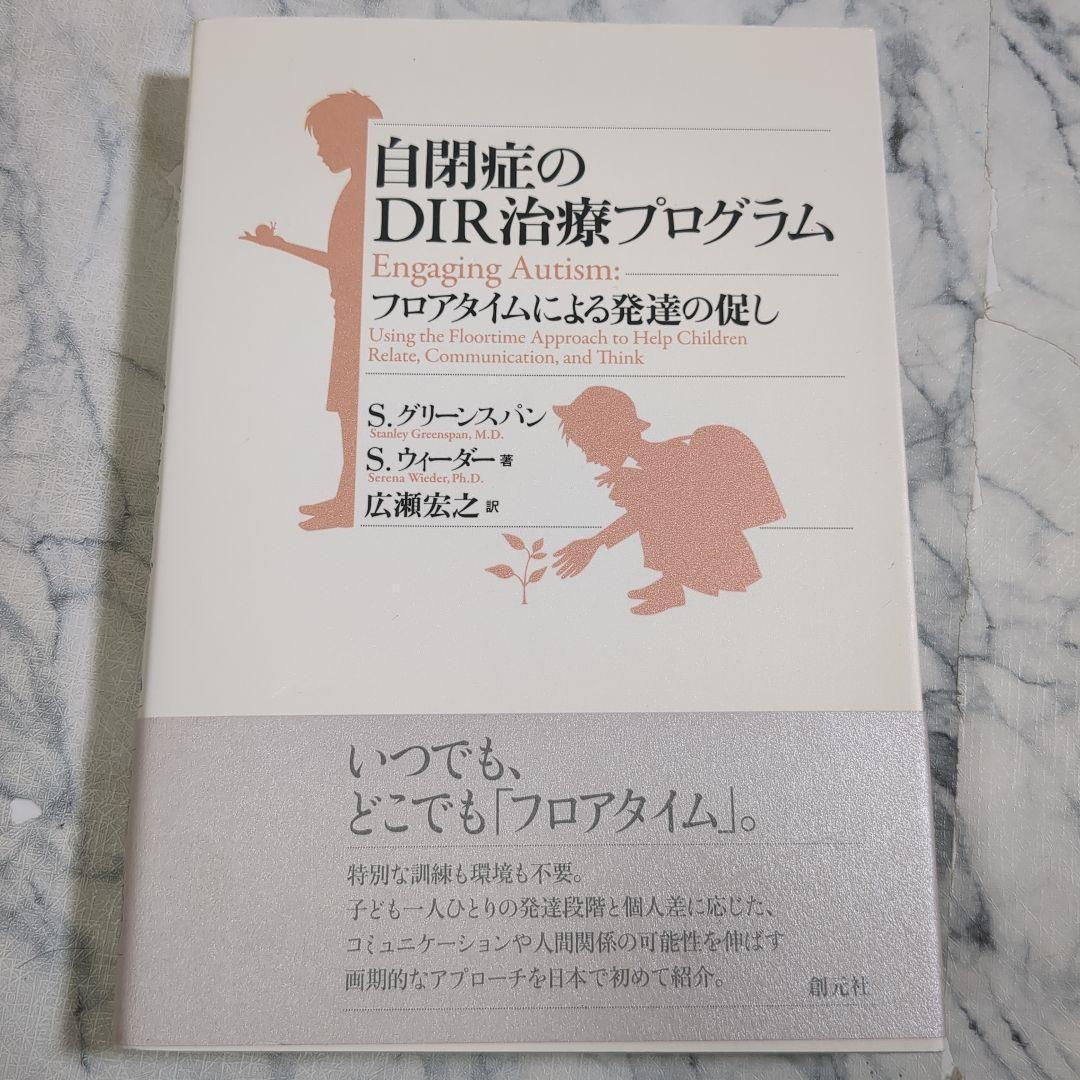 自閉症の
DIR治療プログラム
Engaging Autism:
フロアタイムによる発達の促し
Using the Floortime Approach to Help Children
Relate, Communication, and Think
S. グリーンスパン
Stanley Greenspan, M.D.
S. ウィーダー 著
Serena Wieder, Ph.D.
広瀬宏之 訳
いつでも、
どこでも「フロアタイム」。
特別な訓練も環境も不要。
子ども一人ひとりの発達段階と個人差に応じた、
コミュニケーションや人間関係の可能性を伸ばす
画期的なアプローチを日本で初めて紹介。
創元社